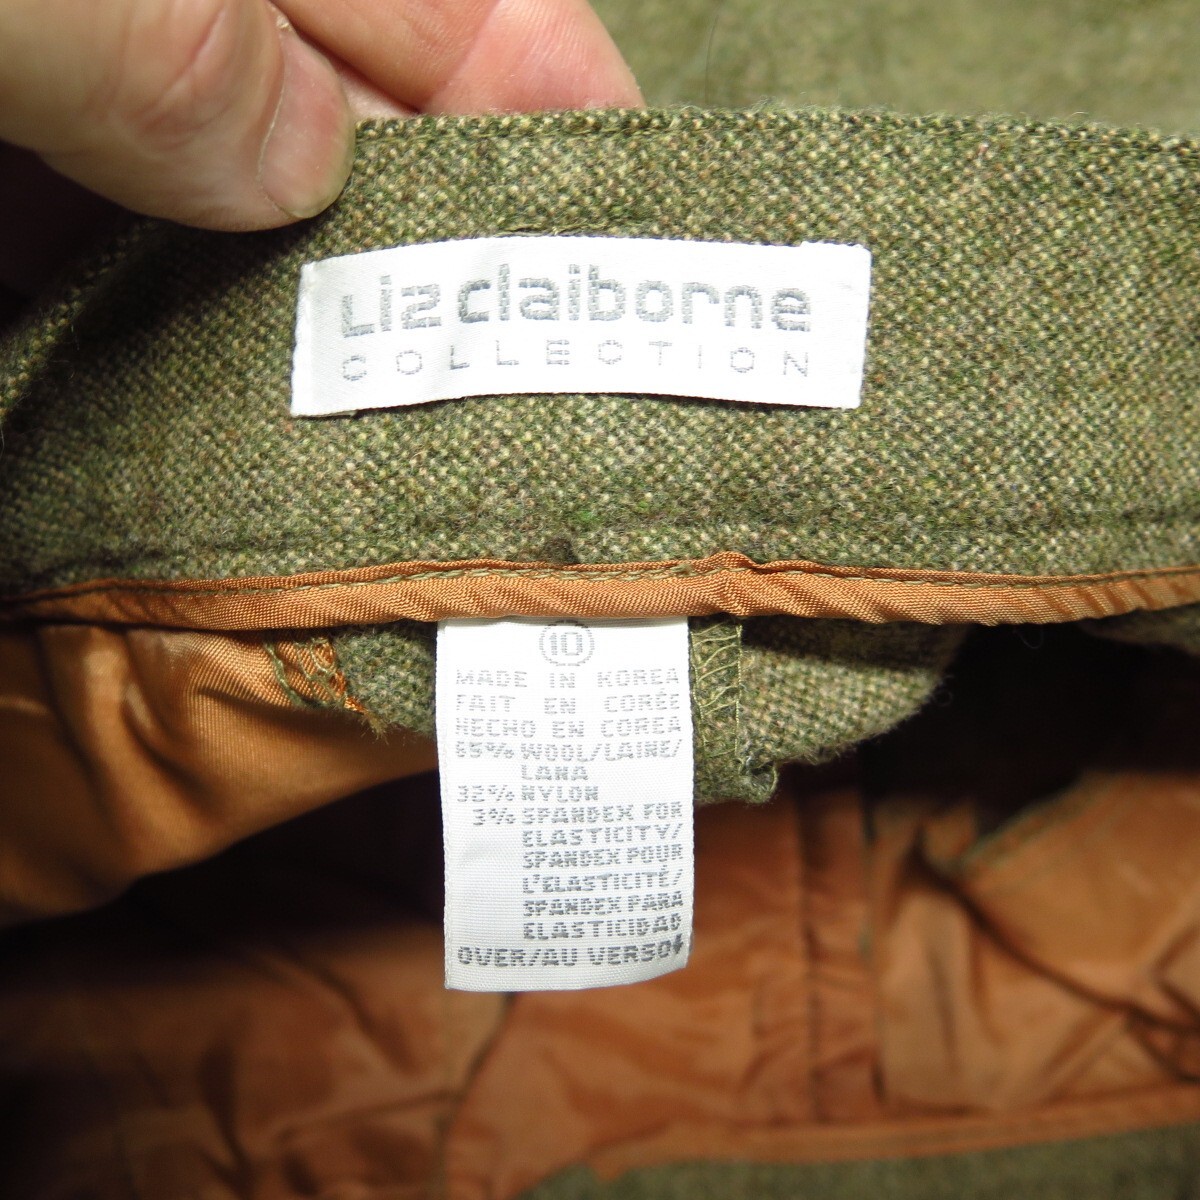 Liz claiborne
COLLECTION
10
MADE IN KOREA
FAIT EN CORÉE
HECHO EN COREA
65% WOOL/LAINE/
LANA
32% NYLON
3% SPANDEX FOR
ELASTICITY/
SPANDEX POUR
L'ELASTICITÉ/
SPANDEX PARA
ELASTICIDAD
OVER/AU VERSO